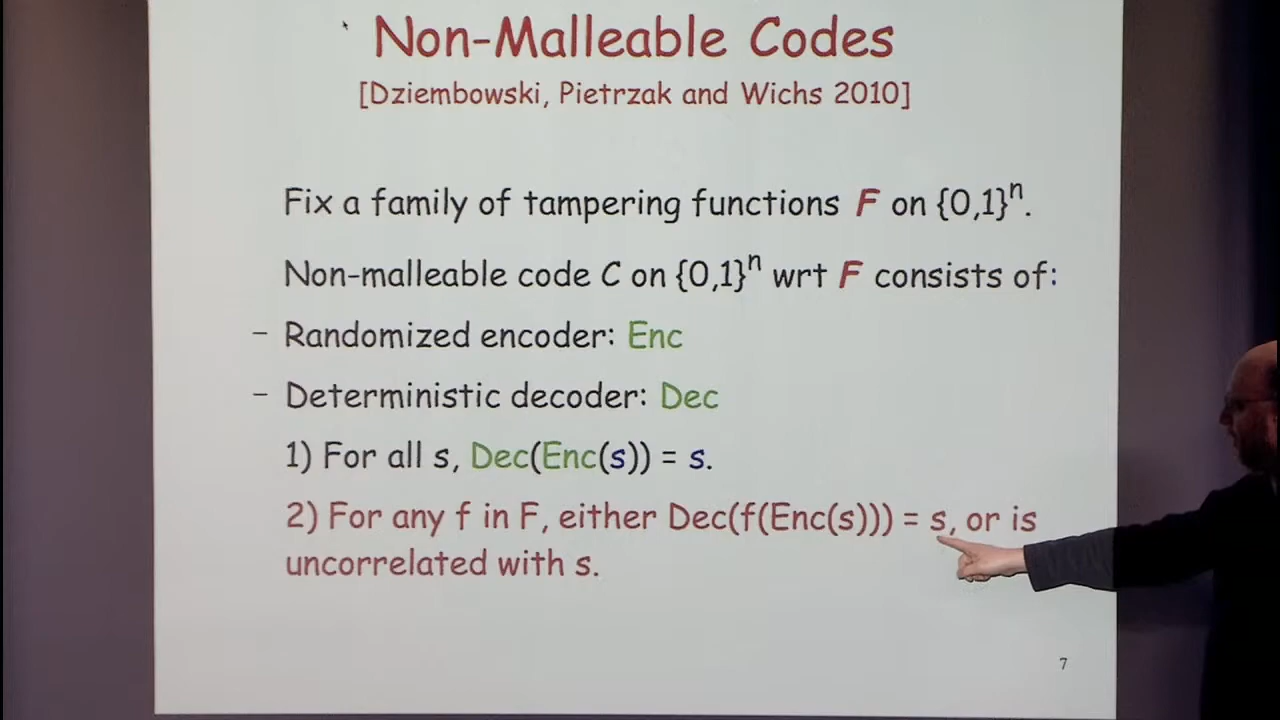 Non-Malleable Codes
[Dziembowski, Pietrzak and Wichs 2010]
Fix a family of tampering functions F on {0,1}ⁿ.
Non-malleable code C on {0,1}ⁿ wrt F consists of:
– Randomized encoder: Enc
– Deterministic decoder: Dec
1) For all s, Dec(Enc(s)) = s.
2) For any f in F, either Dec(f(Enc(s))) = s, or is
uncorrelated with s.
7